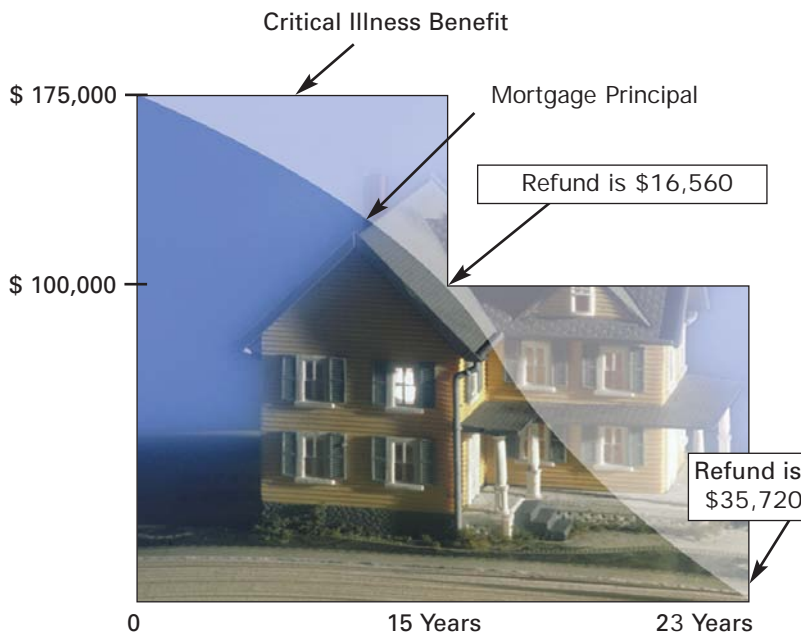 Critical Illness Benefit
$ 175,000
Mortgage Principal
Refund is $16,560
$ 100,000
Refund is
$35,720
0
15 Years
23 Years